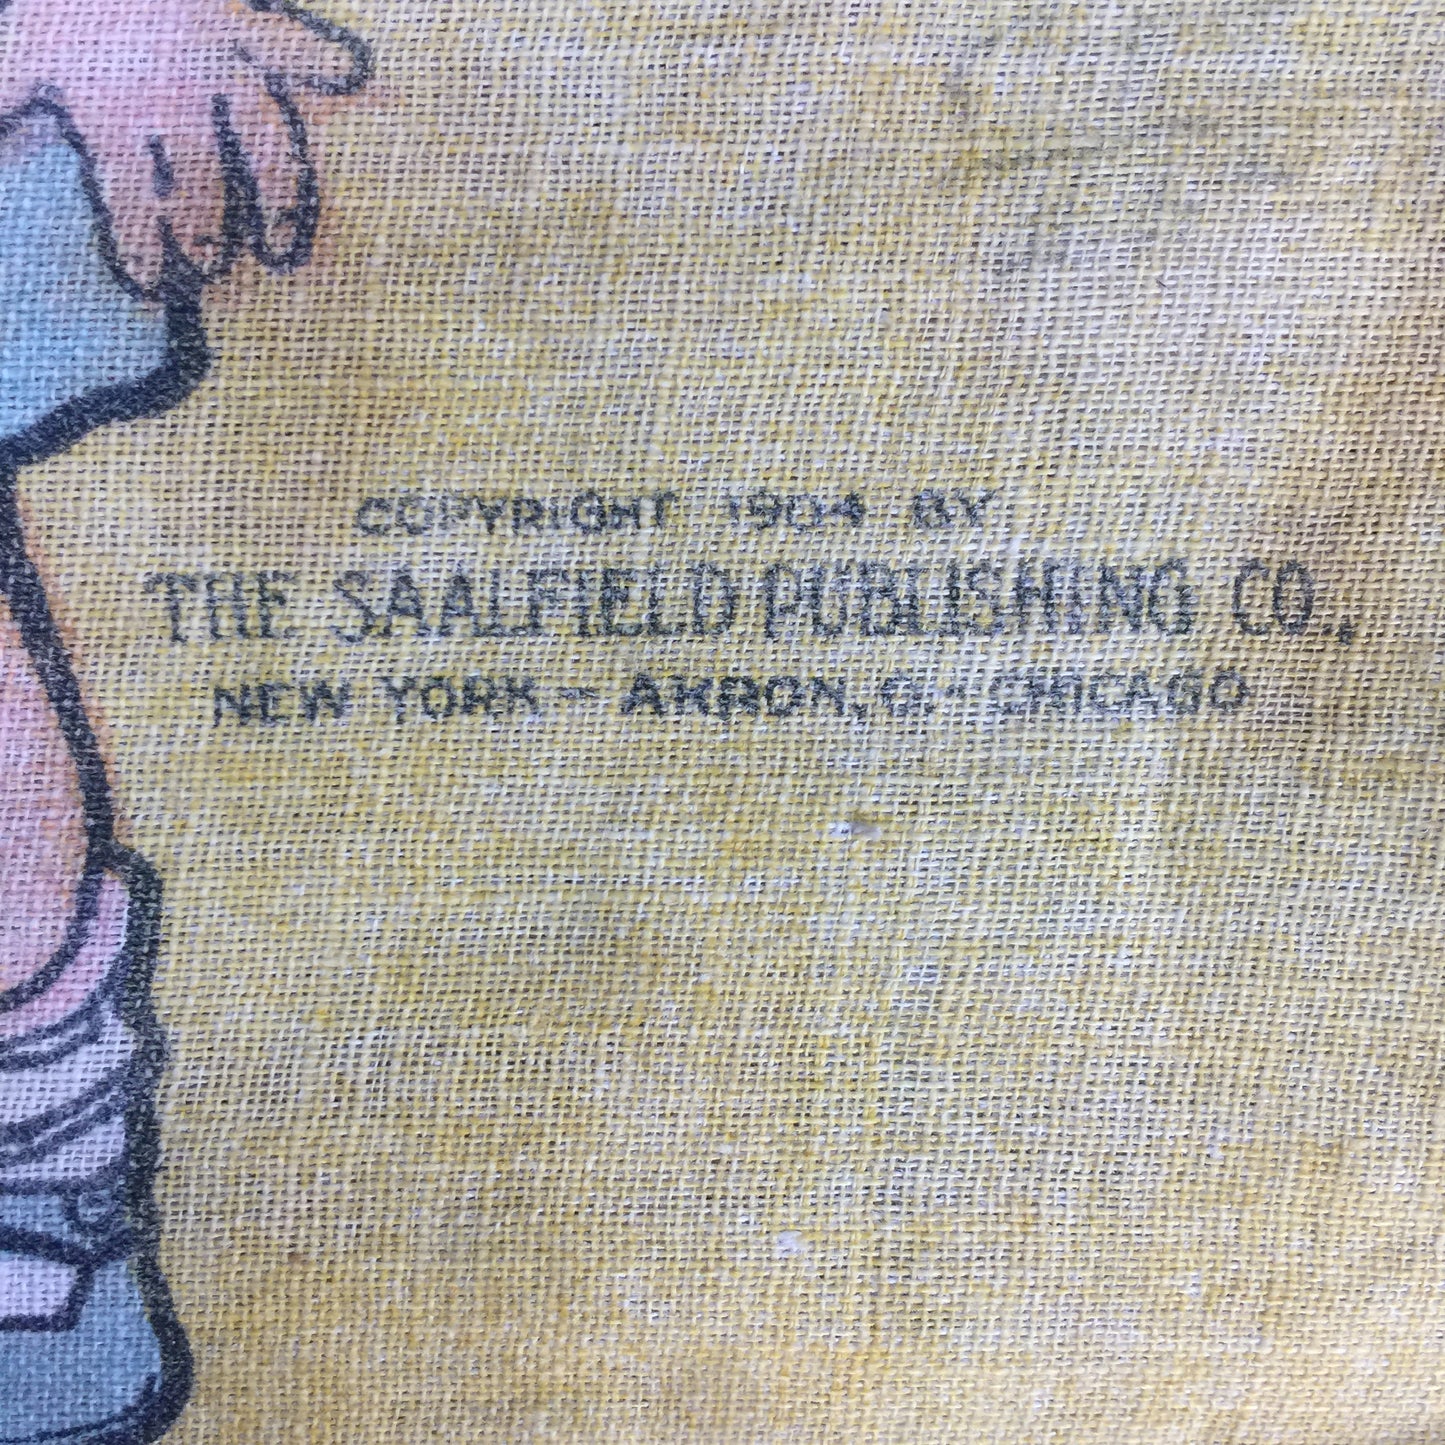 COPYRIGHT 1904 BY
THE SAALFIELD PUBLISHING CO.,
NEW YORK - AKRON, O. - CHICAGO